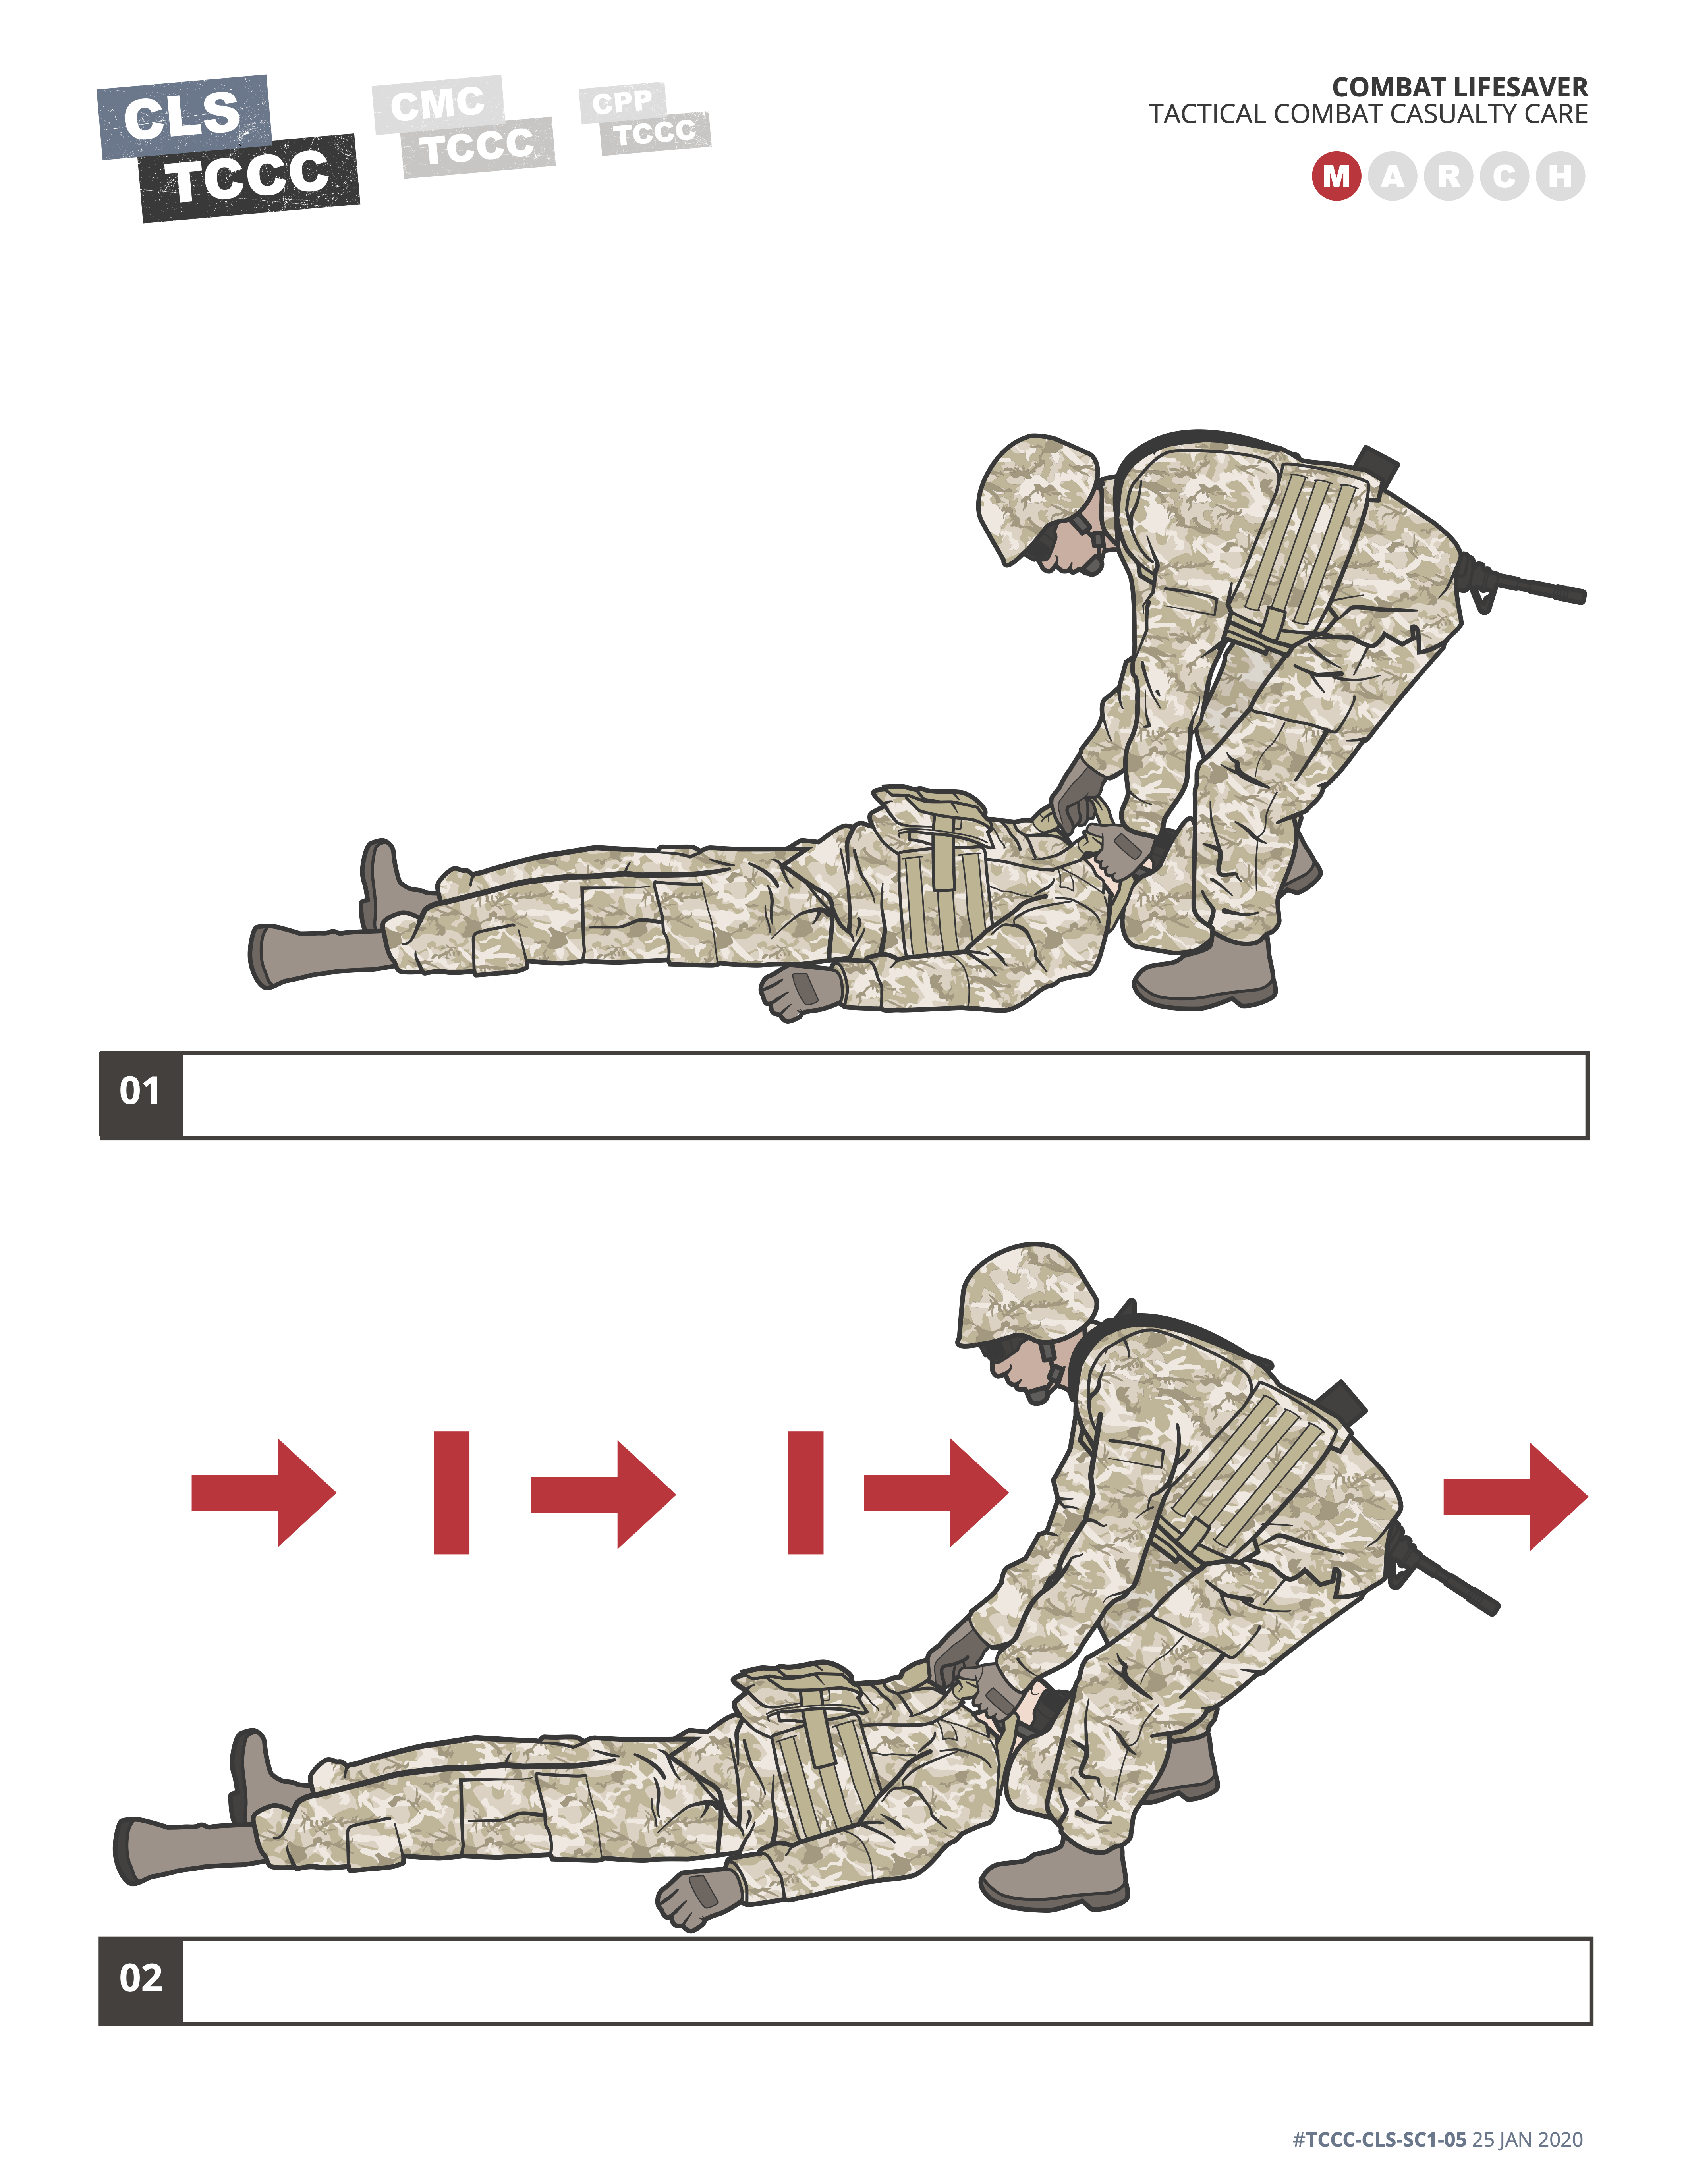 CLS
TCCC
CMC
TCCC
CPP
TCCC
COMBAT LIFESAVER
TACTICAL COMBAT CASUALTY CARE
M A R C H
01
02
#TCCC-CLS-SC1-05 25 JAN 2020